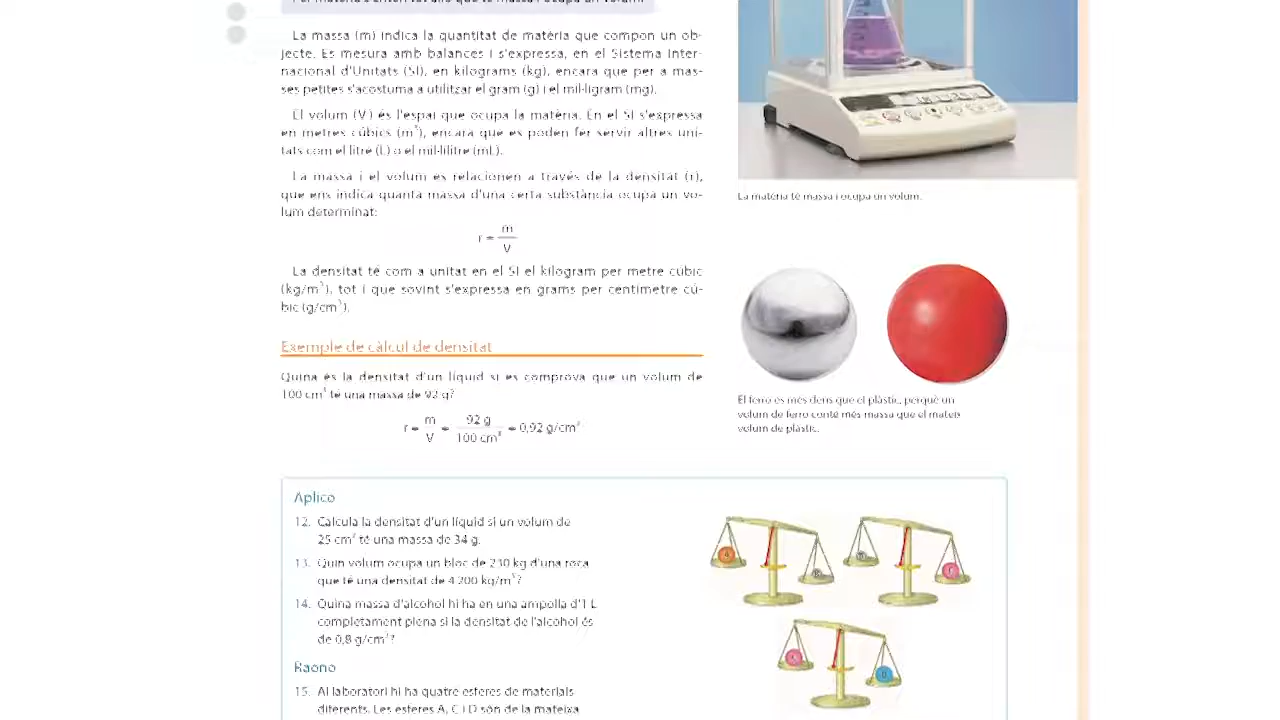 Per matèria s'entén tot allò que té massa i ocupa un volum.
La massa (m) indica la quantitat de matèria que compon un ob-
jecte. Es mesura amb balances i s'expressa, en el Sistema Inter-
nacional d'Unitats (SI), en kilograms (kg), encara que per a mas-
ses petites s'acostuma a utilitzar el gram (g) i el mil·ligram (mg).
El volum (V) és l'espai que ocupa la matèria. En el SI s'expressa
en metres cúbics (m³), encara que es poden fer servir altres uni-
tats com el litre (L) o el mil·lilitre (mL).
La massa i el volum es relacionen a través de la densitat (r),
que ens indica quanta massa d'una certa substància ocupa un vo-
lum determinat:
r = m/V
La densitat té com a unitat en el SI el kilogram per metre cúbic
(kg/m³), tot i que sovint s'expressa en grams per centímetre cú-
bic (g/cm³).
Exemple de càlcul de densitat
Quina és la densitat d'un líquid si es comprova que un volum de
100 cm³ té una massa de 92 g?
r = m/V = 92 g/100 cm³ = 0,92 g/cm³
La matèria té massa i ocupa un volum.
El ferro és més dens que el plàstic, perquè un
volum de ferro conté més massa que el mateix
volum de plàstic.
Aplico
12. Calcula la densitat d'un líquid si un volum de
25 cm³ té una massa de 34 g.
13. Quin volum ocupa un bloc de 230 kg d'una roca
que té una densitat de 4 200 kg/m³?
14. Quina massa d'alcohol hi ha en una ampolla d'1 L
completament plena si la densitat de l'alcohol és
de 0,8 g/cm³?
Raono
15. Al laboratori hi ha quatre esferes de materials
diferents. Les esferes A, C i D són de la mateixa